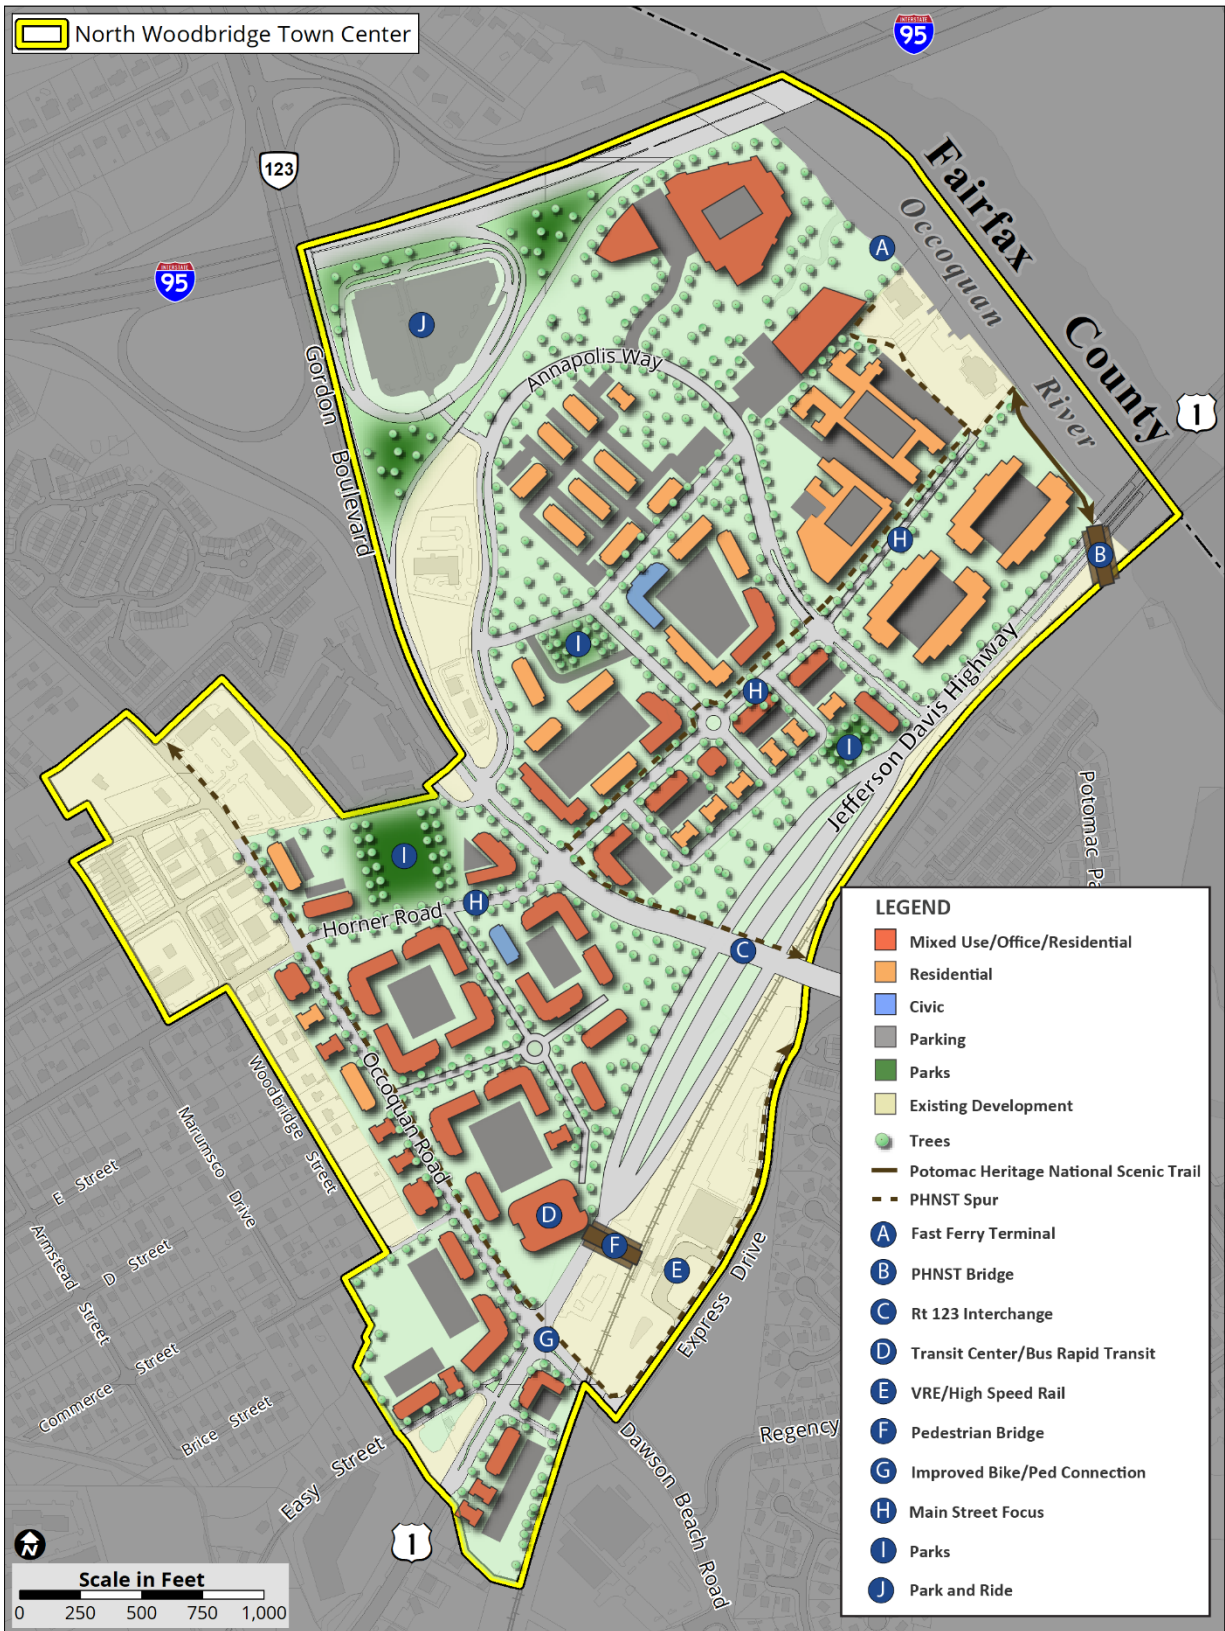 North Woodbridge Town Center
INTERSTATE
95
123
INTERSTATE
95
Fairfax
County
Occoquan
River
A
J
Gordon Boulevard
Annapolis Way
1
H
B
I
H
I
Jefferson Davis Highway
Potomac Pa
I
H
Horner Road
C
Occoquan Road
Woodbridge Street
Marumsco Drive
E Street
D Street
Armstead Street
Commerce Street
Brice Street
Easy Street
D
F
E
Express Drive
G
Dawson Beach Road
Regency
1
LEGEND
Mixed Use/Office/Residential
Residential
Civic
Parking
Parks
Existing Development
Trees
Potomac Heritage National Scenic Trail
PHNST Spur
A Fast Ferry Terminal
B PHNST Bridge
C Rt 123 Interchange
D Transit Center/Bus Rapid Transit
E VRE/High Speed Rail
F Pedestrian Bridge
G Improved Bike/Ped Connection
H Main Street Focus
I Parks
J Park and Ride
N
Scale in Feet
0 250 500 750 1,000